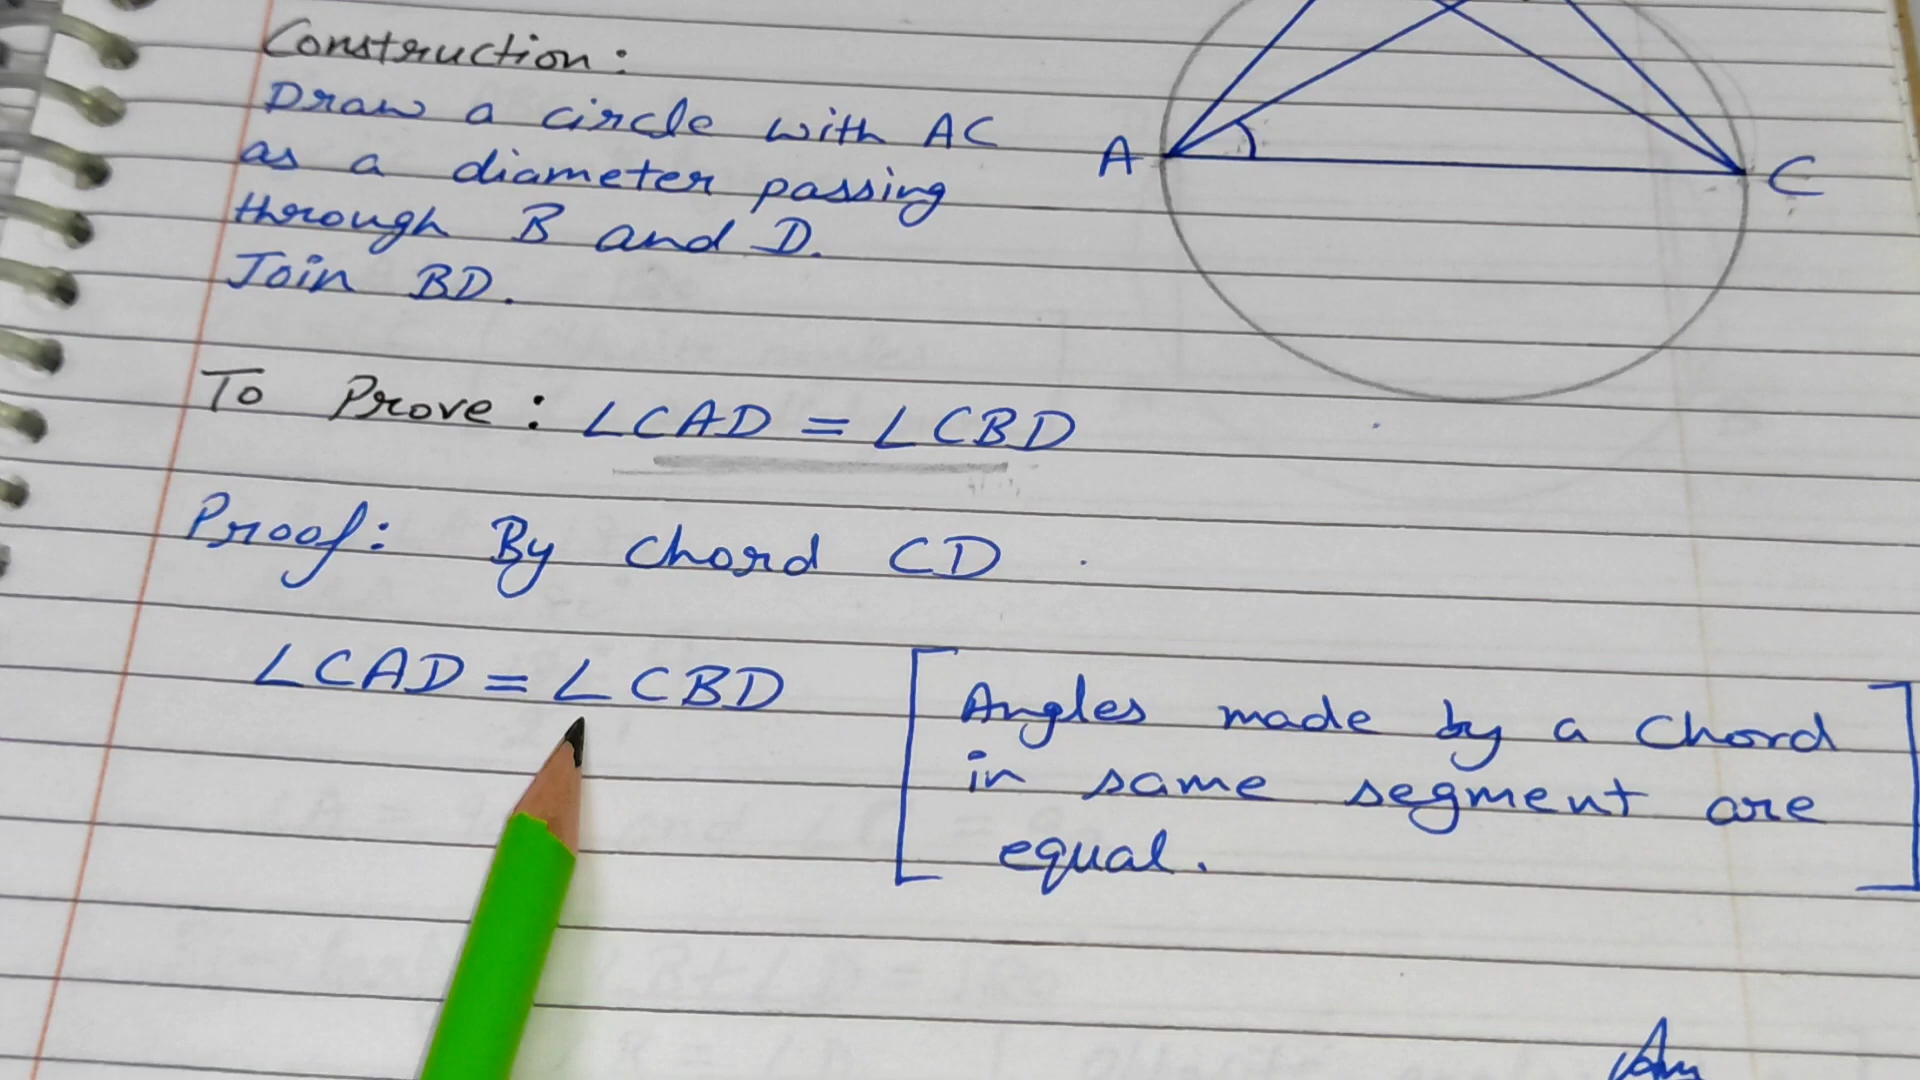 Construction:
Draw a circle with AC
as a diameter passing
through B and D.
Join BD.
A
C
To Prove: ∠CAD = ∠CBD
Proof: By chord CD
∠CAD = ∠CBD
[Angles made by a chord
in same segment are
equal.]